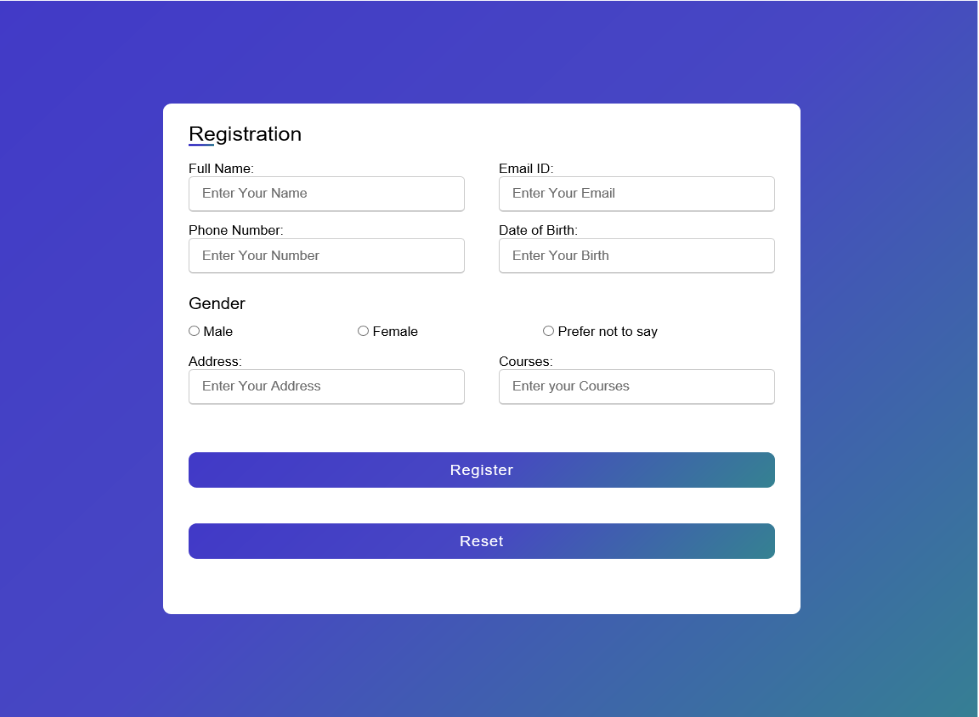 Registration
Full Name: Email ID:
Enter Your Name Enter Your Email
Phone Number: Date of Birth:
Enter Your Number Enter Your Birth
Gender
Male Female Prefer not to say
Address: Courses:
Enter Your Address Enter your Courses
Register
Reset